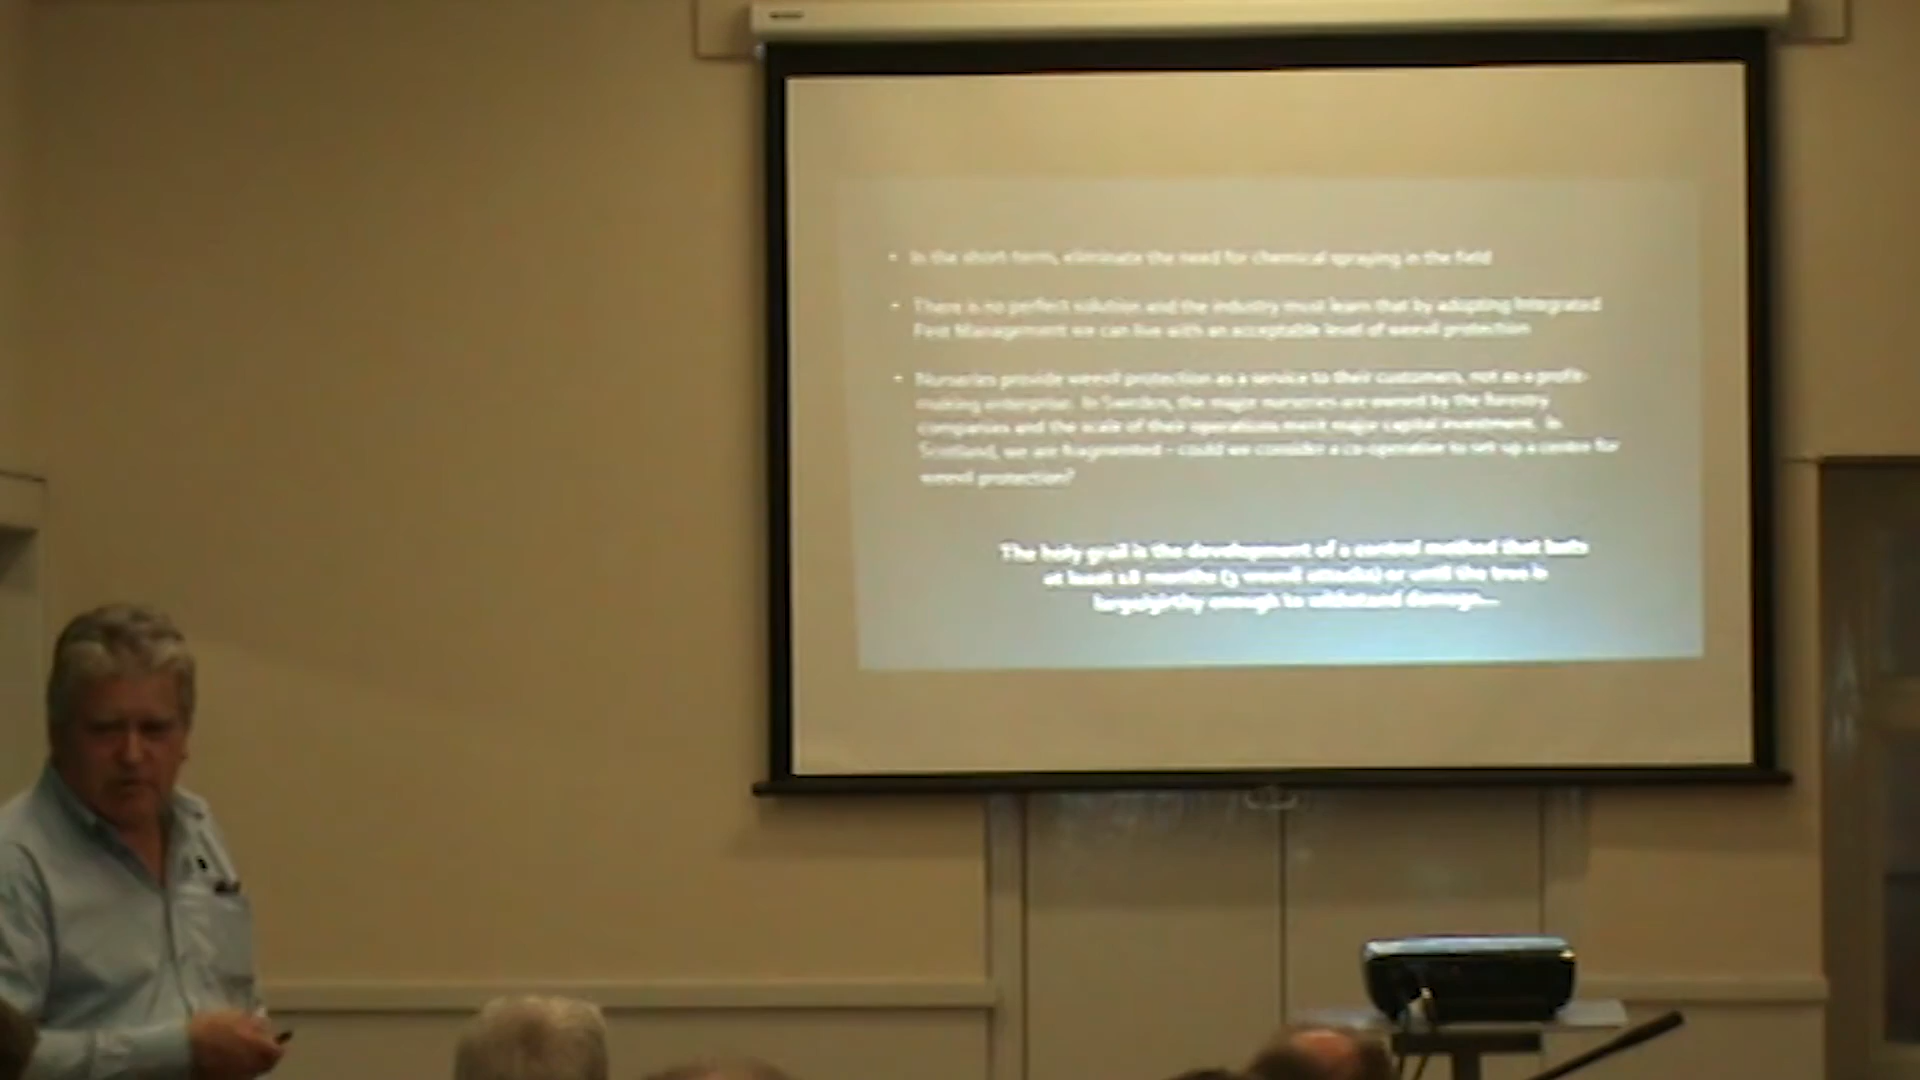 • In the short-term, eliminate the need for chemical spraying in the field
• There is no perfect solution and the industry must learn that by adopting Integrated
Pest Management we can live with an acceptable level of weevil protection
• Nurseries provide weevil protection as a service to their customers, not as a profit-
making enterprise. In Sweden, the major nurseries are owned by the forestry
companies and the scale of their operations merit major capital investment. In
Scotland, we are fragmented - could we consider a co-operative to set up a centre for
weevil protection?
The holy grail is the development of a control method that lasts
at least 18 months (3 weevil attacks) or until the tree is
enough to withstand damage...